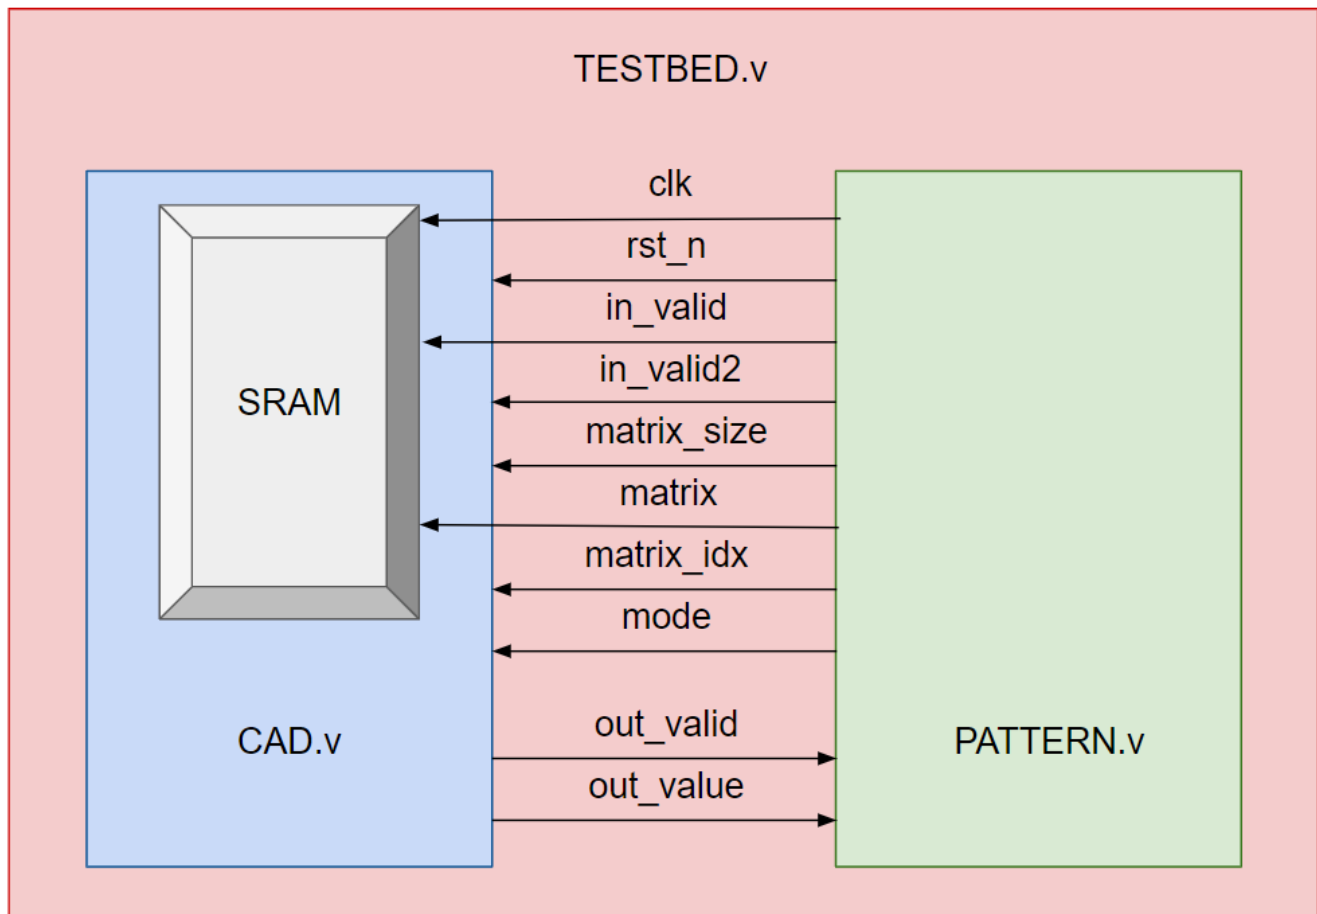 TESTBED.v
clk
rst_n
in_valid
in_valid2
SRAM
matrix_size
matrix
matrix_idx
mode
out_valid
CAD.v
PATTERN.v
out_value